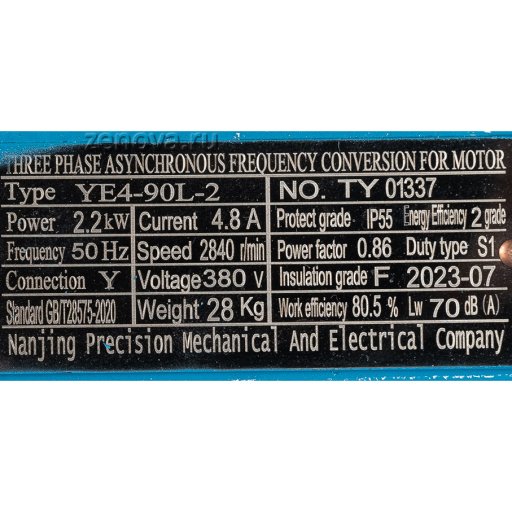 zenova.ru
THREE PHASE ASYNCHRONOUS FREQUENCY CONVERSION FOR MOTOR
Type YE4-90L-2 NO. TY 01337
Power 2.2kW Current 4.8 A Protect grade IP55 Energy Efficiency 2 grade
Frequency 50 Hz Speed 2840 r/min Power factor 0.86 Duty type S1
Connection Y Voltage 380 V Insulation grade F 2023-07
Standard GB/T28575-2020 Weight 28 Kg Work efficiency 80.5 % Lw 70 dB (A)
Nanjing Precision Mechanical And Electrical Company